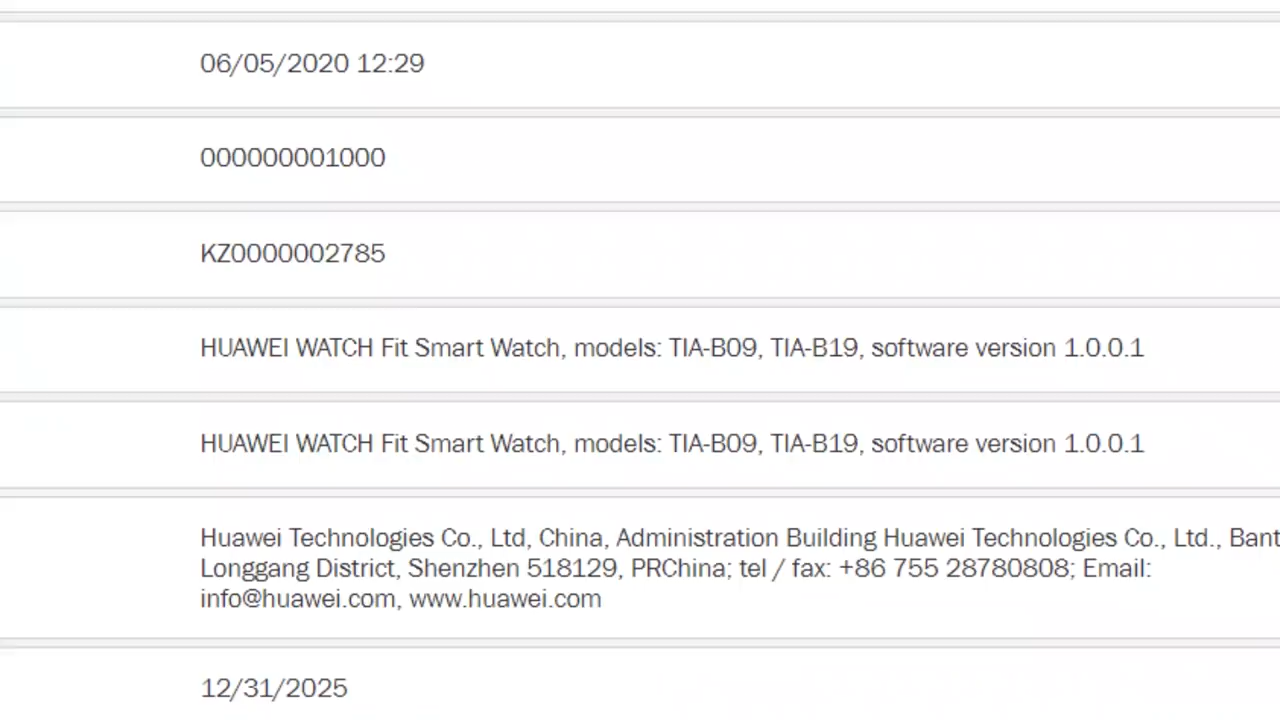 06/05/2020 12:29
000000001000
KZ0000002785
HUAWEI WATCH Fit Smart Watch, models: TIA-B09, TIA-B19, software version 1.0.0.1
HUAWEI WATCH Fit Smart Watch, models: TIA-B09, TIA-B19, software version 1.0.0.1
Huawei Technologies Co., Ltd, China, Administration Building Huawei Technologies Co., Ltd., Bant
Longgang District, Shenzhen 518129, PRChina; tel / fax: +86 755 28780808; Email:
info@huawei.com, www.huawei.com
12/31/2025